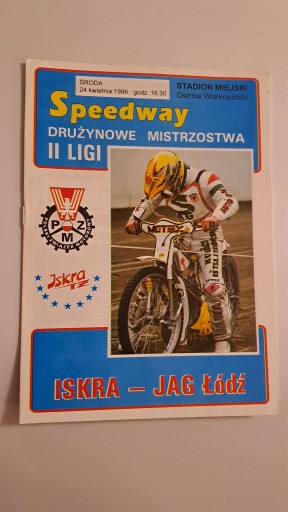 ŚRODA
24 kwietnia 1996 godz. 16.30
STADION MIEJSKI
Ostrów Wielkopolski
Speedway
DRUŻYNOWE MISTRZOSTWA
II LIGI
PZM
Iskra
MOTEX
ISKRA – JAG Łódź